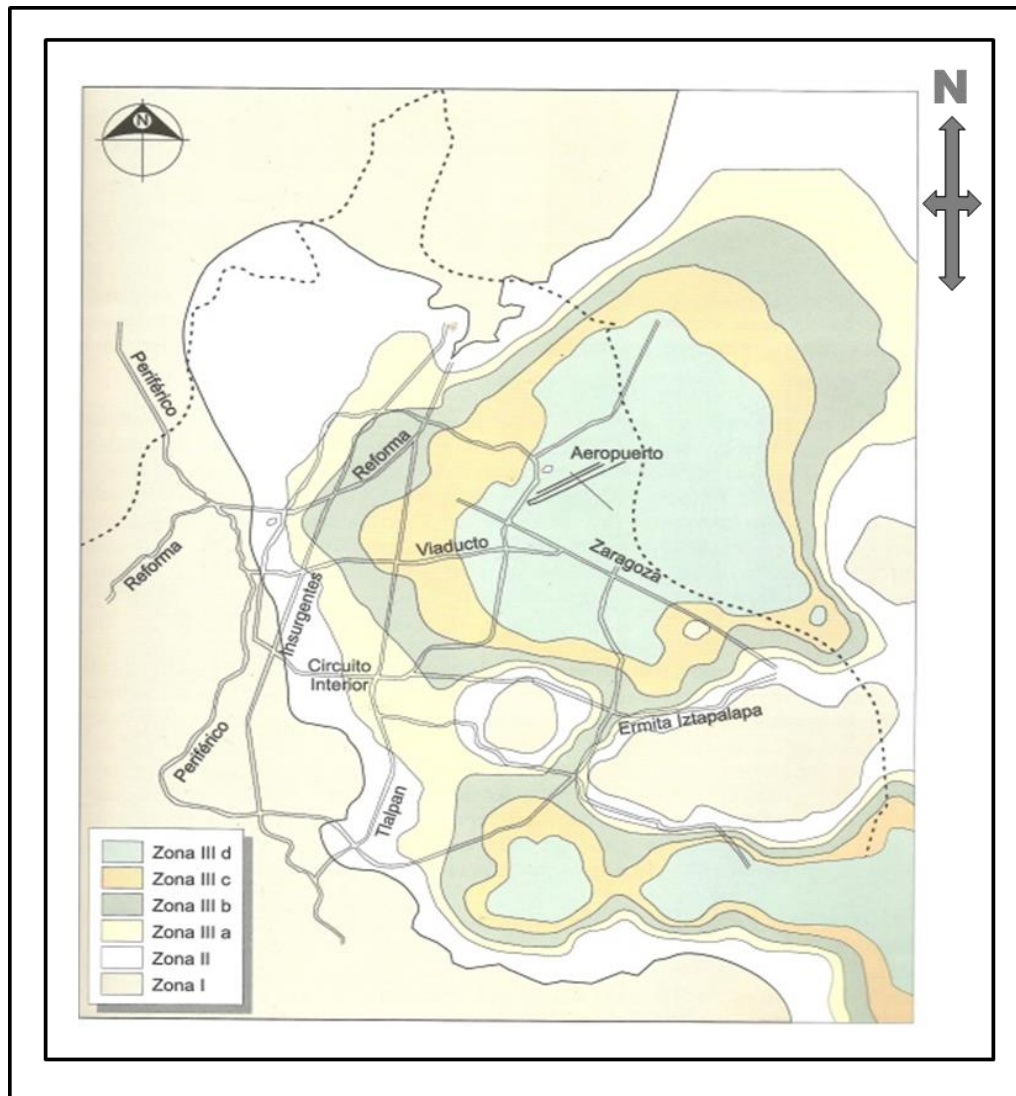 N
N
Periférico
Reforma
Aeropuerto
Reforma
Viaducto
Zaragoza
Insurgentes
Circuito
Interior
Ermita Iztapalapa
Periférico
Tlalpan
Zona III d
Zona III c
Zona III b
Zona III a
Zona II
Zona I